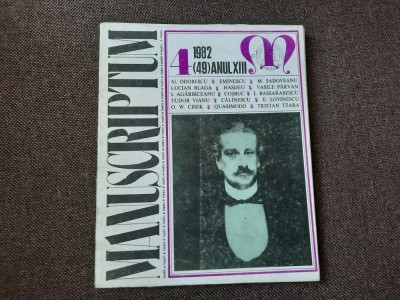 MANUSCRIPTUM
4 1982
(49) ANUL XIII
AL. ODOBESCU EMINESCU M. SADOVEANU
LUCIAN BLAGA HASDEU VASILE PÂRVAN
I. AGÂRBICEANU COȘBUC I. BASSARABESCU
TUDOR VIANU CĂLINESCU E. LOVINESCU
O. W. CISEK QUASIMODO TRISTAN TZARA